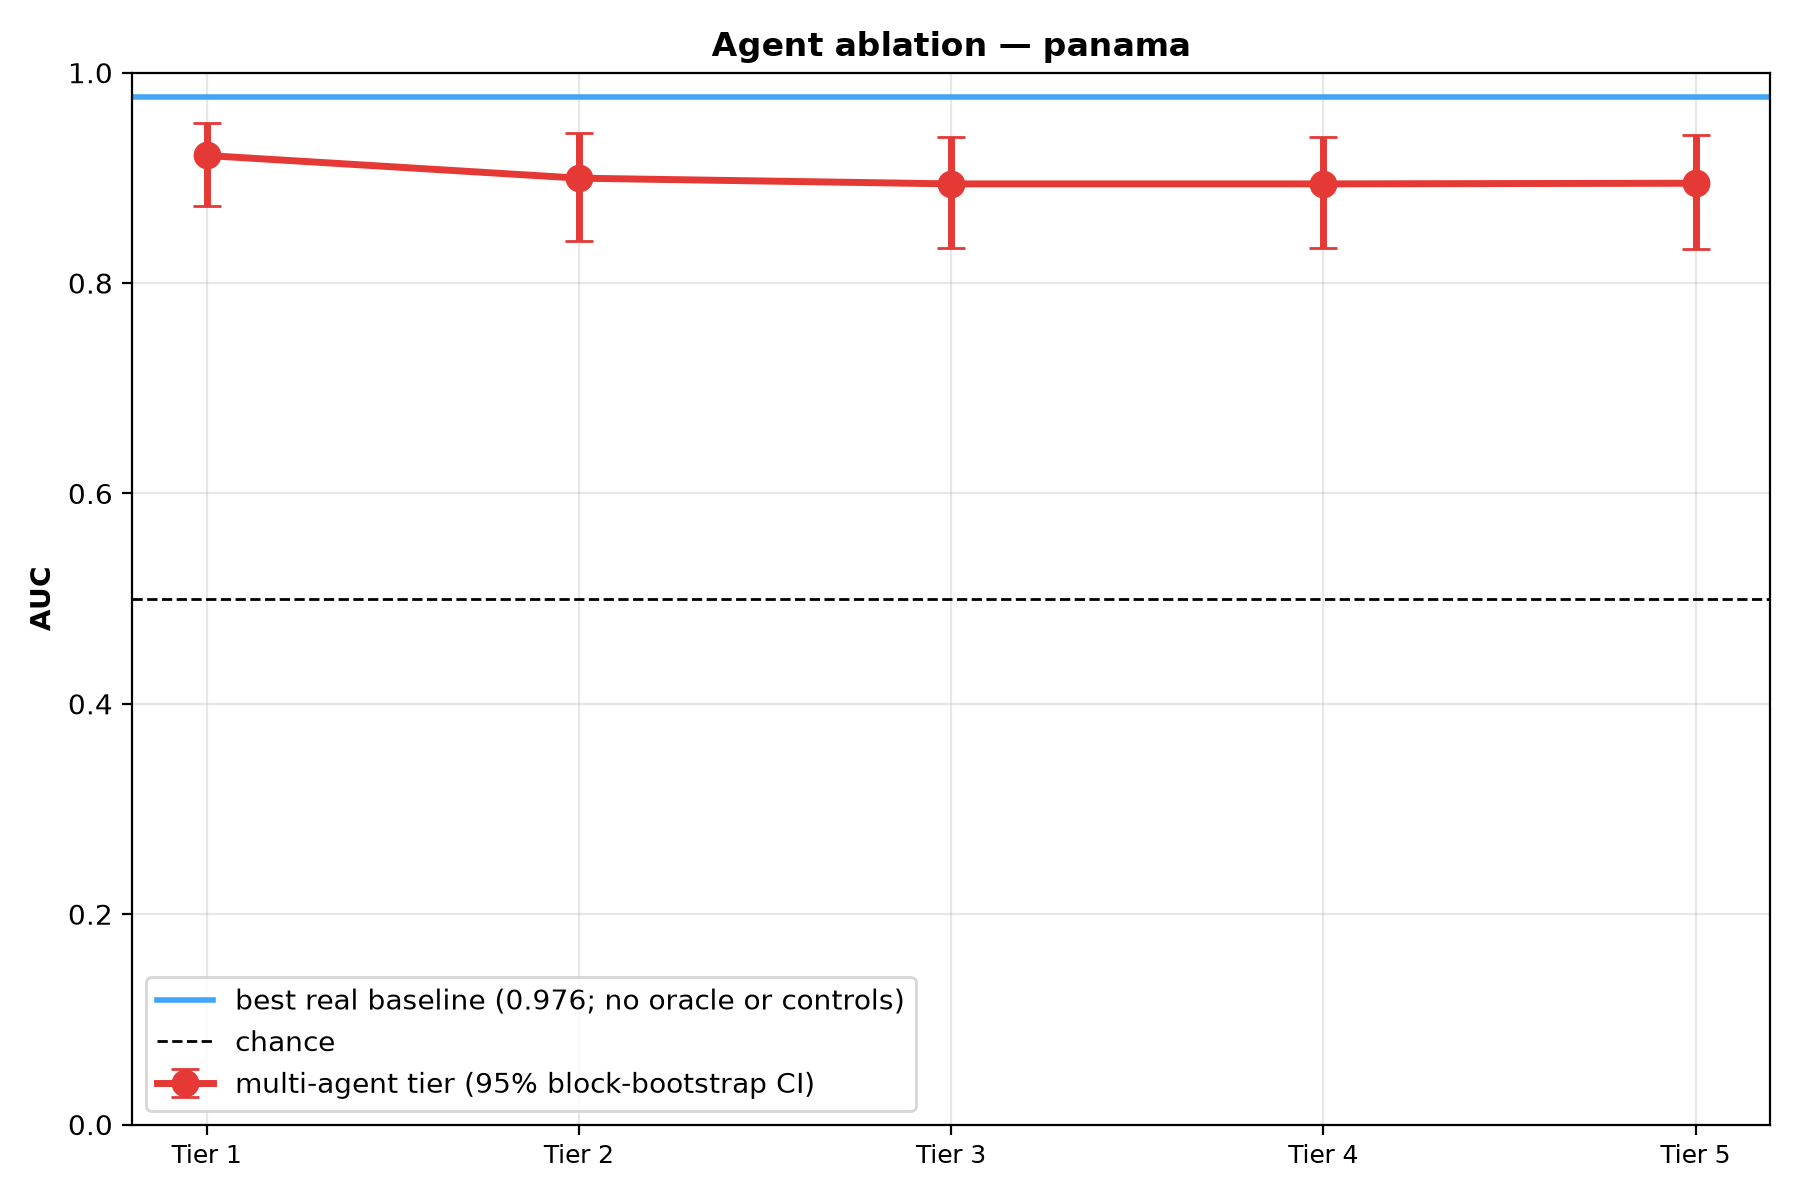 Agent ablation — panama
1.0
0.8
0.6
0.4
0.2
0.0
AUC
best real baseline (0.976; no oracle or controls)
chance
multi-agent tier (95% block-bootstrap CI)
Tier 1
Tier 2
Tier 3
Tier 4
Tier 5